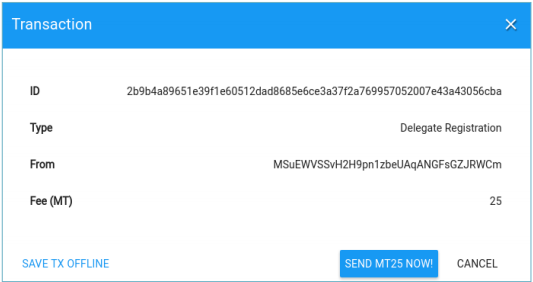 Transaction
ID 2b9b4a89651e39f1e60512dad8685e6ce3a37f2a769957052007e43a43056cba
Type Delegate Registration
From MSuEWVSSvH2H9pn1zbeUAqANGFsGZJRWCm
Fee (MT) 25
SAVE TX OFFLINE SEND MT25 NOW! CANCEL